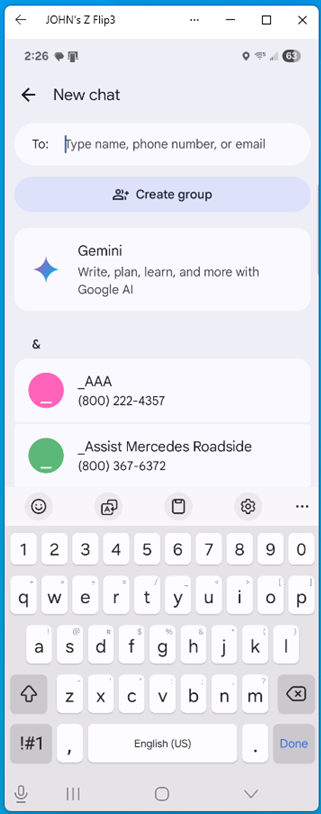 JOHN's Z Flip3
2:26
63
New chat
To: Type name, phone number, or email
Create group
Gemini
Write, plan, learn, and more with
Google AI
&
_AAA
(800) 222-4357
_Assist Mercedes Roadside
(800) 367-6372
1 2 3 4 5 6 7 8 9 0
q w e r t y u i o p
a s d f g h j k l
z x c v b n m
!#1 , English (US) . Done